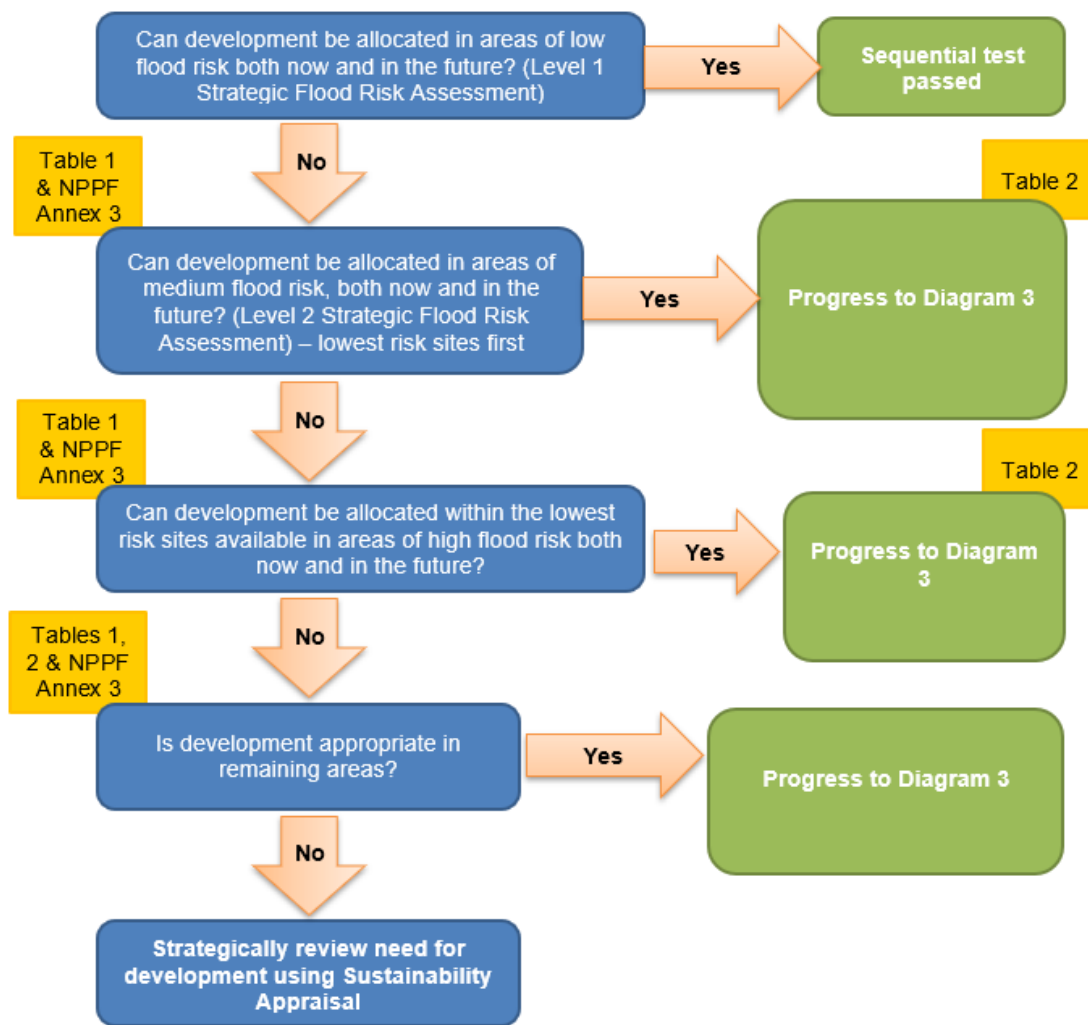 Can development be allocated in areas of low
flood risk both now and in the future? (Level 1
Strategic Flood Risk Assessment)
Yes
Sequential test
passed
No
Table 1
& NPPF
Annex 3
Table 2
Can development be allocated in areas of
medium flood risk, both now and in the
future? (Level 2 Strategic Flood Risk
Assessment) – lowest risk sites first
Yes
Progress to Diagram 3
No
Table 1
& NPPF
Annex 3
Table 2
Can development be allocated within the lowest
risk sites available in areas of high flood risk both
now and in the future?
Yes
Progress to Diagram
3
No
Tables 1,
2 & NPPF
Annex 3
Is development appropriate in
remaining areas?
Yes
Progress to Diagram 3
No
Strategically review need for
development using Sustainability
Appraisal